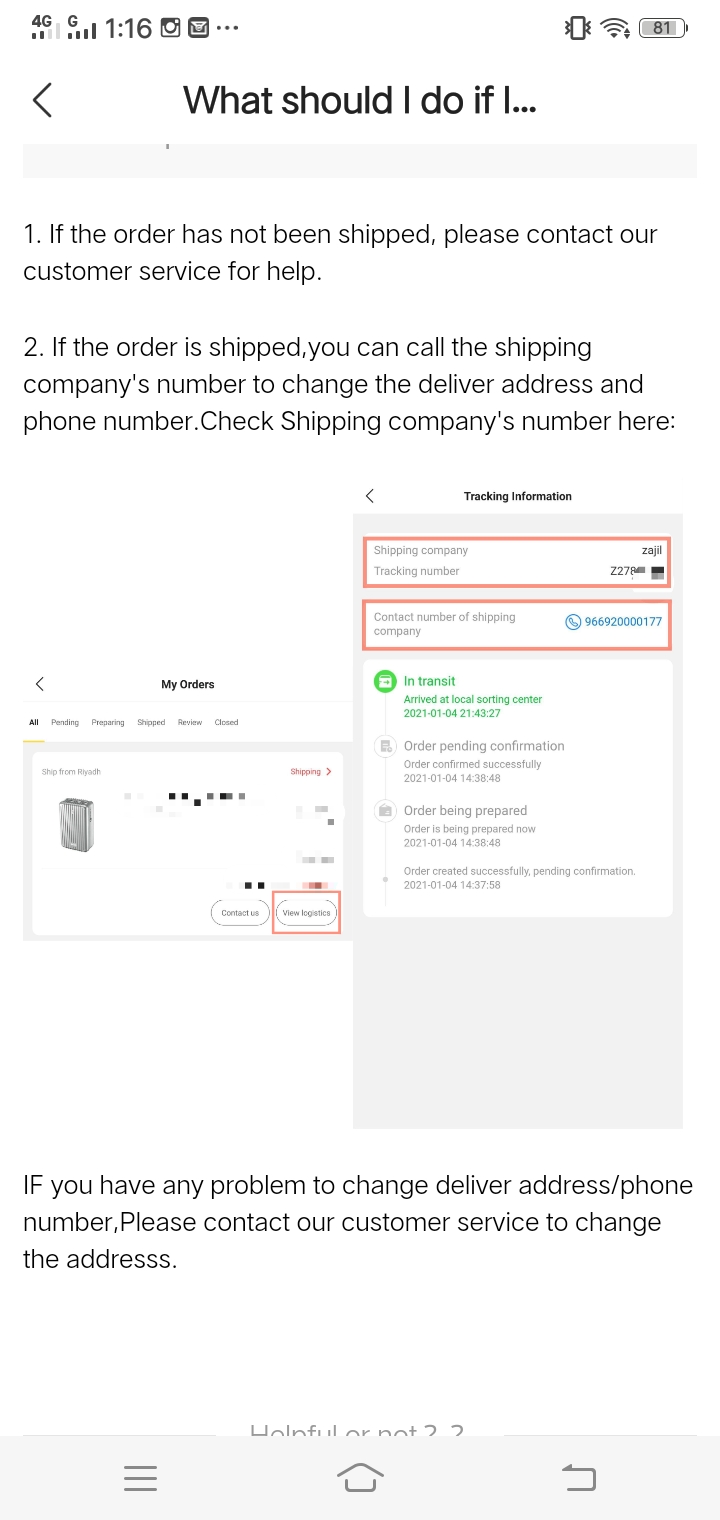 4G G 1:16 81
What should I do if I...
1. If the order has not been shipped, please contact our
customer service for help.
2. If the order is shipped,you can call the shipping
company's number to change the deliver address and
phone number.Check Shipping company's number here:
Tracking Information
Shipping company zajil
Tracking number Z278
Contact number of shipping
company 966920000177
In transit
Arrived at local sorting center
2021-01-04 21:43:27
Order pending confirmation
Order confirmed successfully
2021-01-04 14:38:48
Order being prepared
Order is being prepared now
2021-01-04 14:38:48
Order created successfully, pending confirmation.
2021-01-04 14:37:58
My Orders
All Pending Preparing Shipped Review Closed
Ship from Riyadh Shipping
Contact us View logistics
IF you have any problem to change deliver address/phone
number,Please contact our customer service to change
the addresss.
Helpful or not ? ?